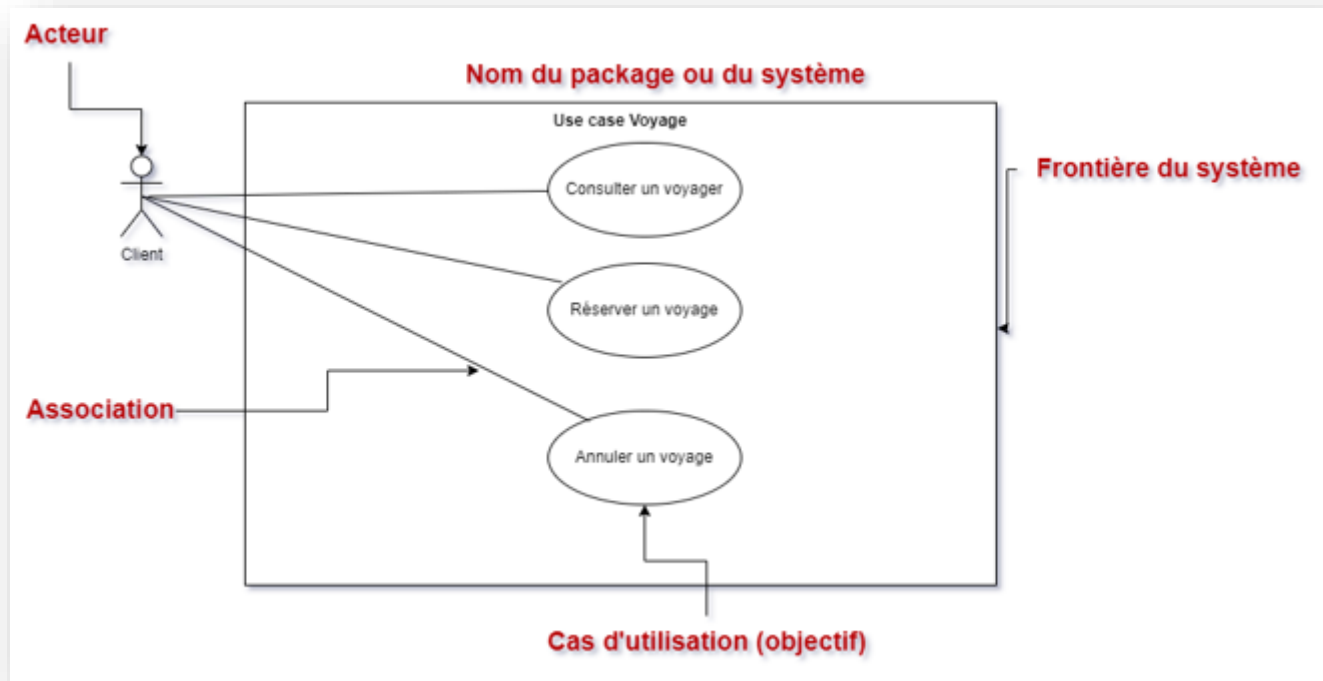 Acteur
Nom du package ou du système
Use case Voyage
Consulter un voyager
Frontière du système
Client
Réserver un voyage
Association
Annuler un voyage
Cas d'utilisation (objectif)